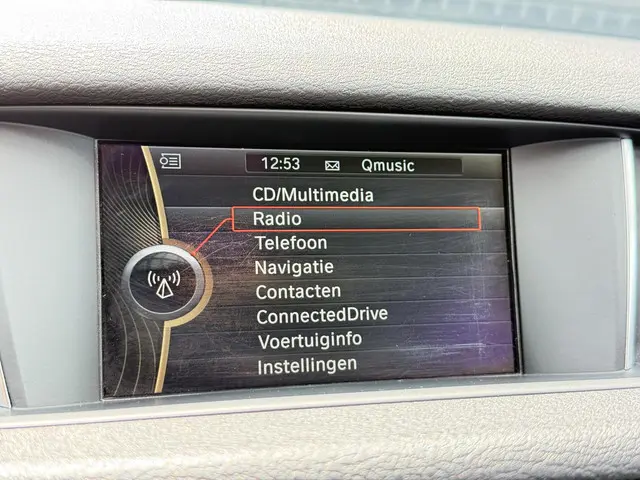 12:53 Qmusic
CD/Multimedia
Radio
Telefoon
Navigatie
Contacten
ConnectedDrive
Voertuiginfo
Instellingen